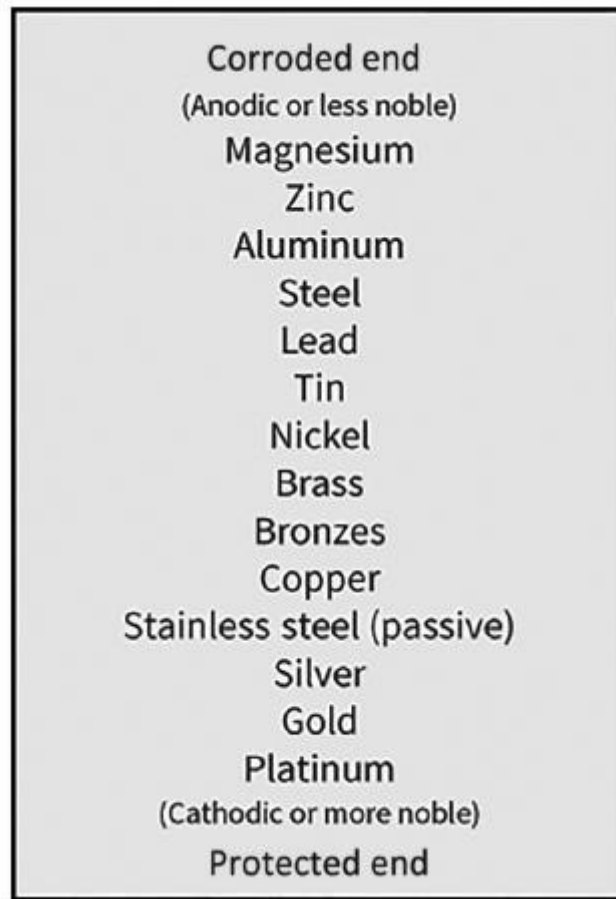 Corroded end
(Anodic or less noble)
Magnesium
Zinc
Aluminum
Steel
Lead
Tin
Nickel
Brass
Bronzes
Copper
Stainless steel (passive)
Silver
Gold
Platinum
(Cathodic or more noble)
Protected end